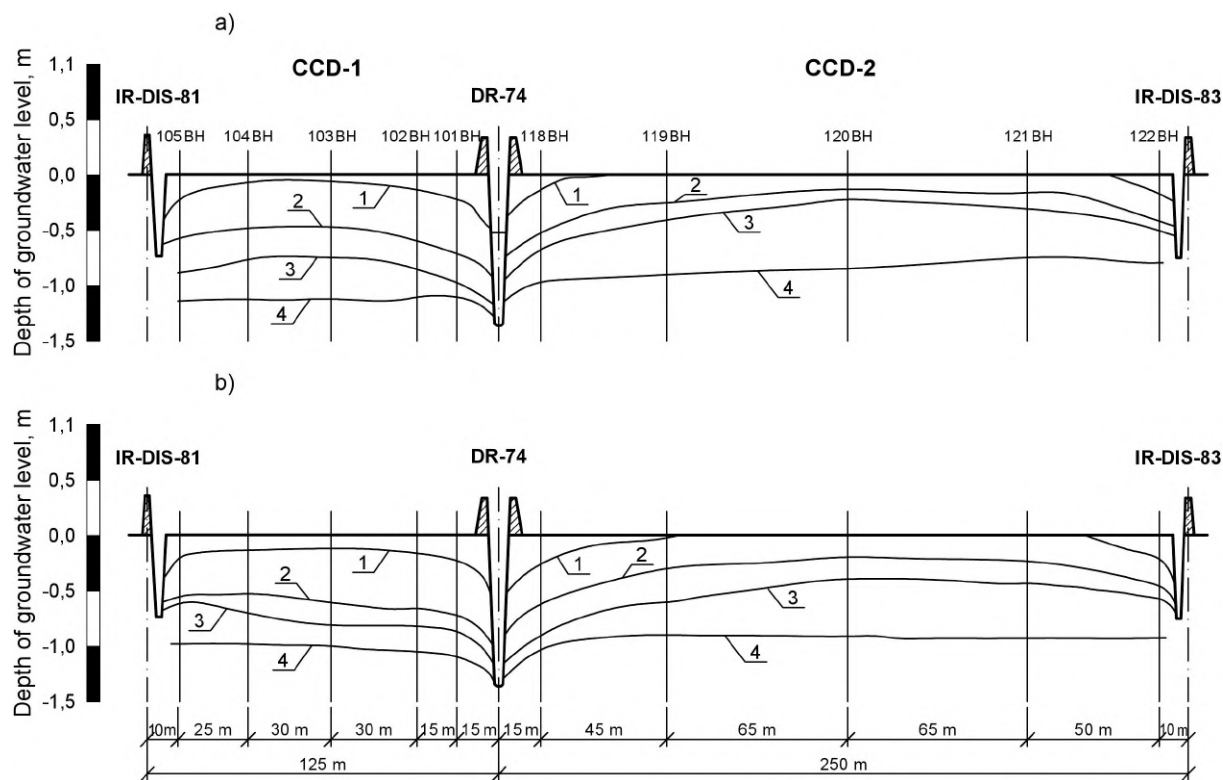 a)
Depth of groundwater level, m
1,1
0,5
0,0
-0,5
-1,0
-1,5
CCD-1
CCD-2
IR-DIS-81
DR-74
IR-DIS-83
105BH 104BH 103BH 102BH 101BH 118BH 119BH 120BH 121BH 122BH
1
2
3
4
1
2
3
4
b)
Depth of groundwater level, m
1,1
0,5
0,0
-0,5
-1,0
-1,5
IR-DIS-81
DR-74
IR-DIS-83
1
2
3
4
1
2
3
4
10m 25 m 30 m 30 m 15 m 15 m 15 m 45 m 65 m 65 m 50 m 10 m
125 m 250 m